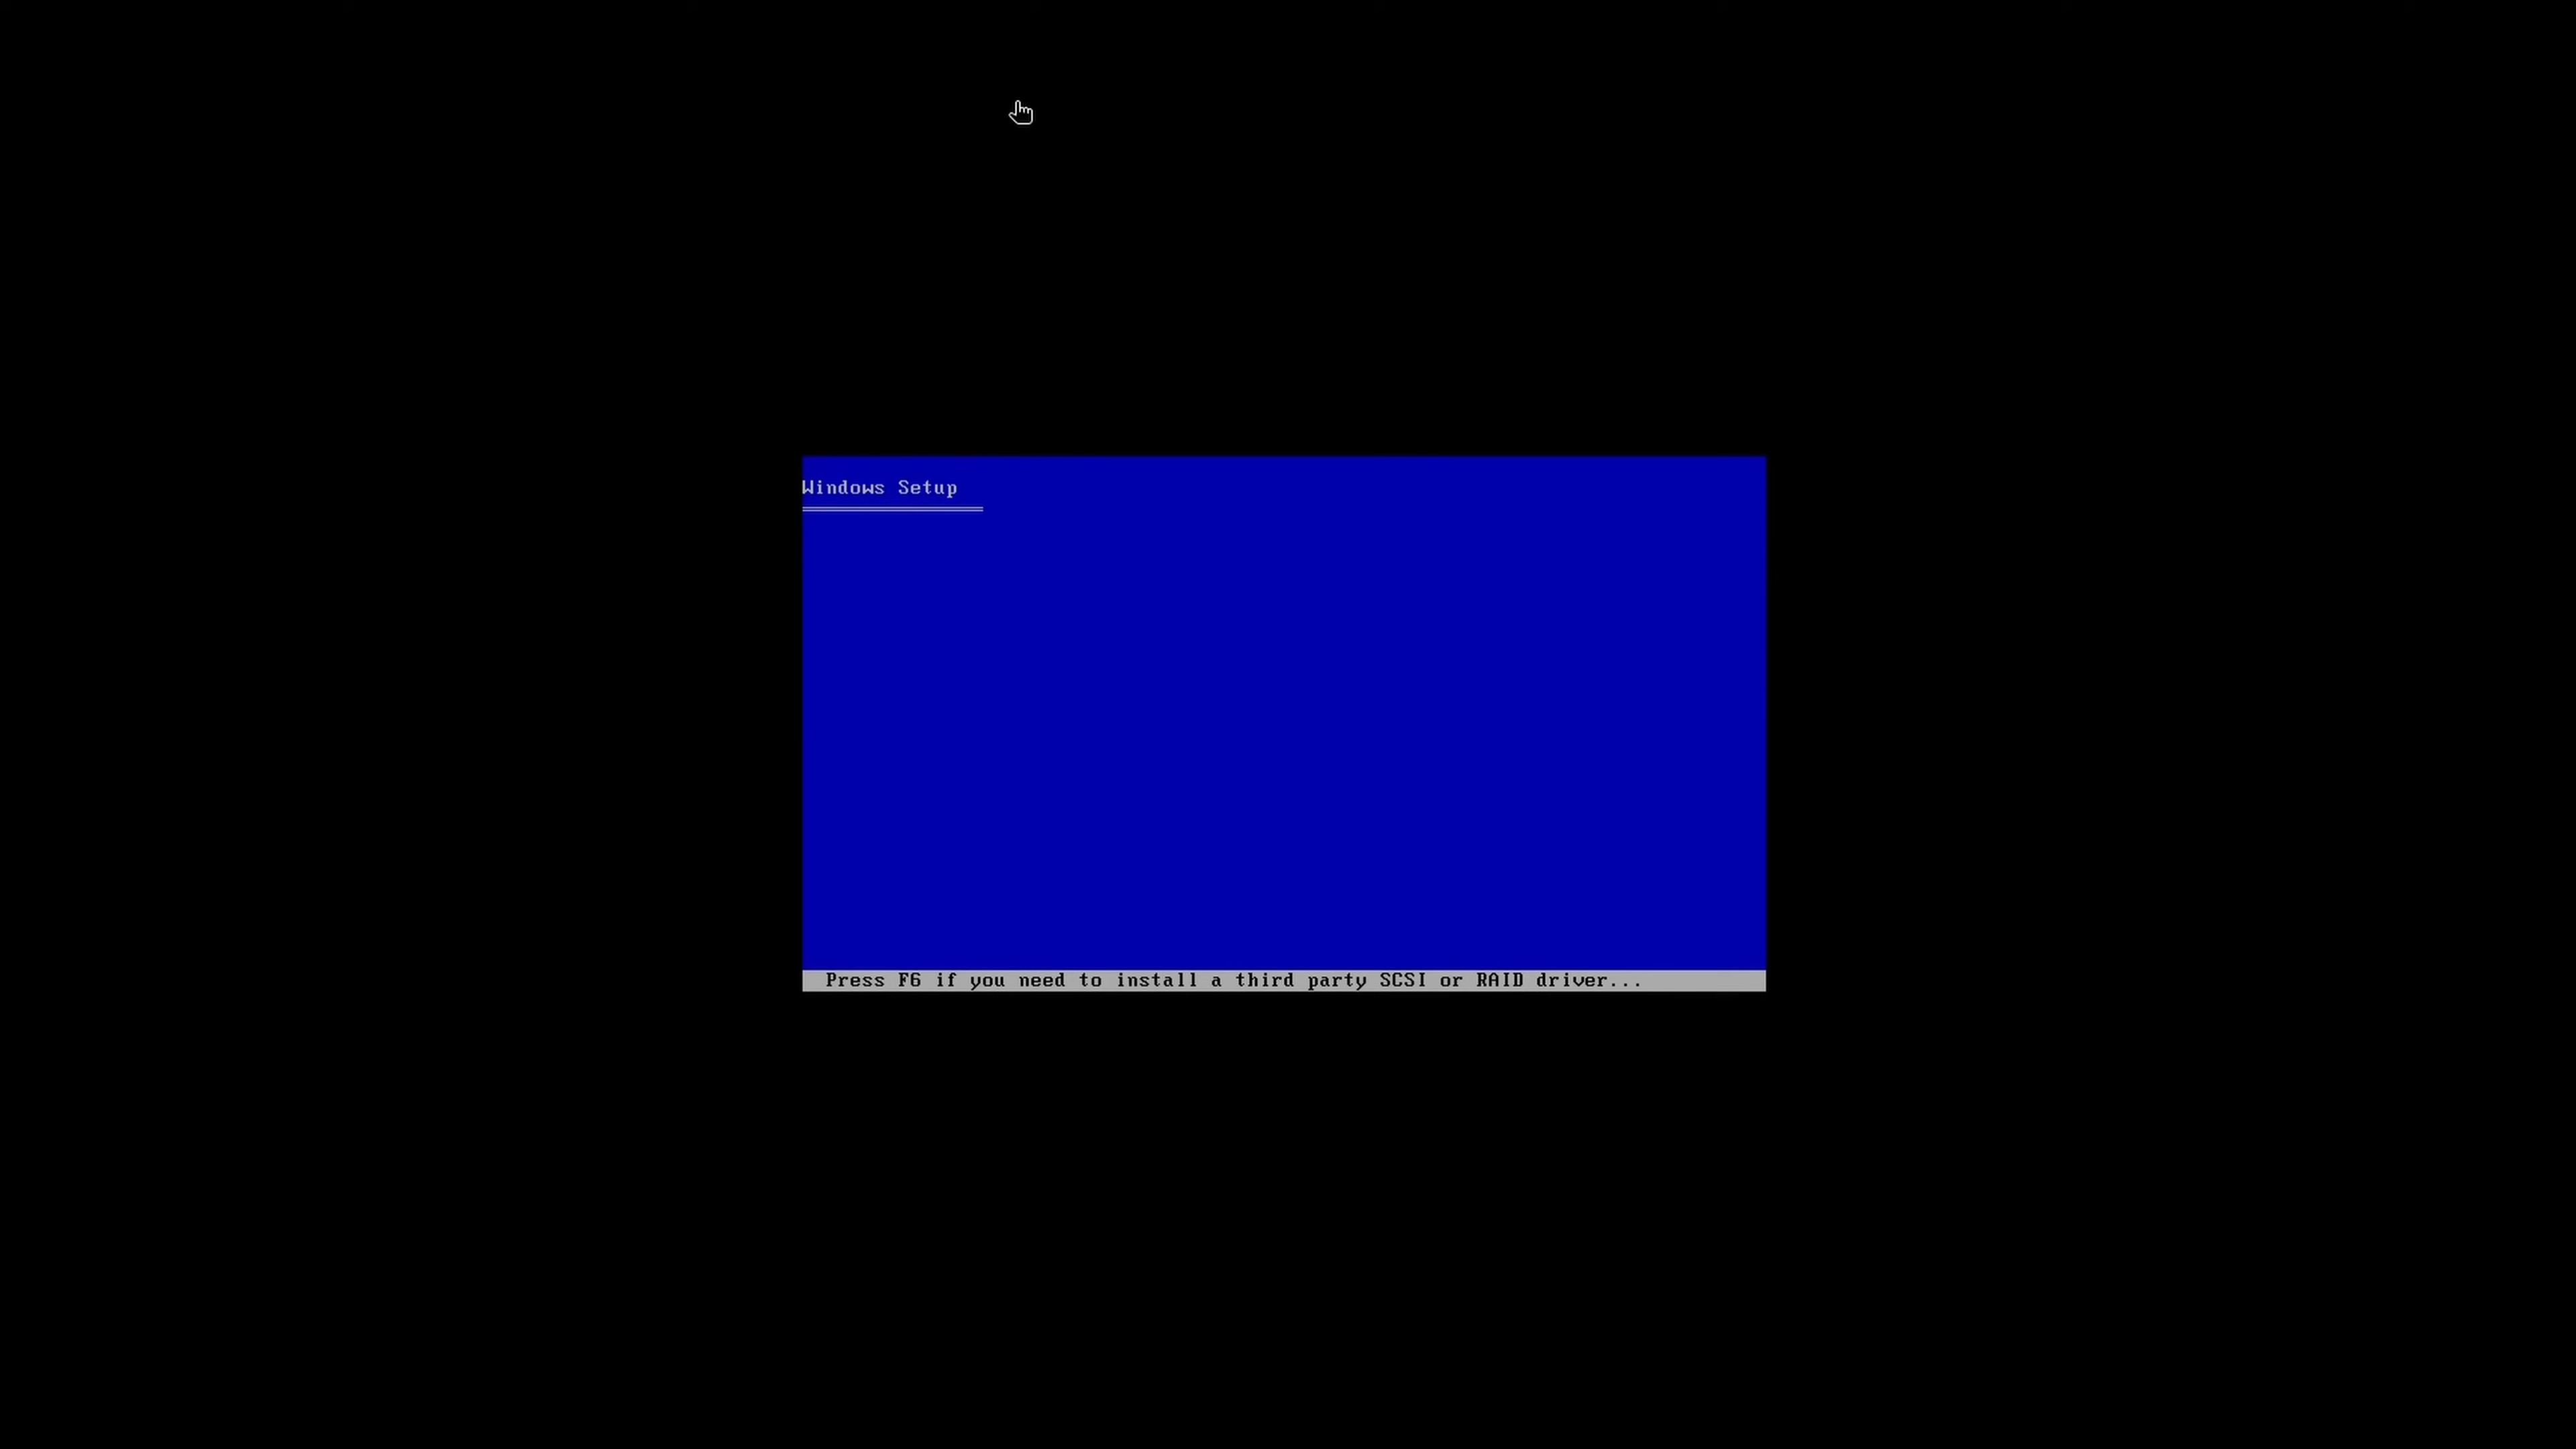 Windows Setup
Press F6 if you need to install a third party SCSI or RAID driver...